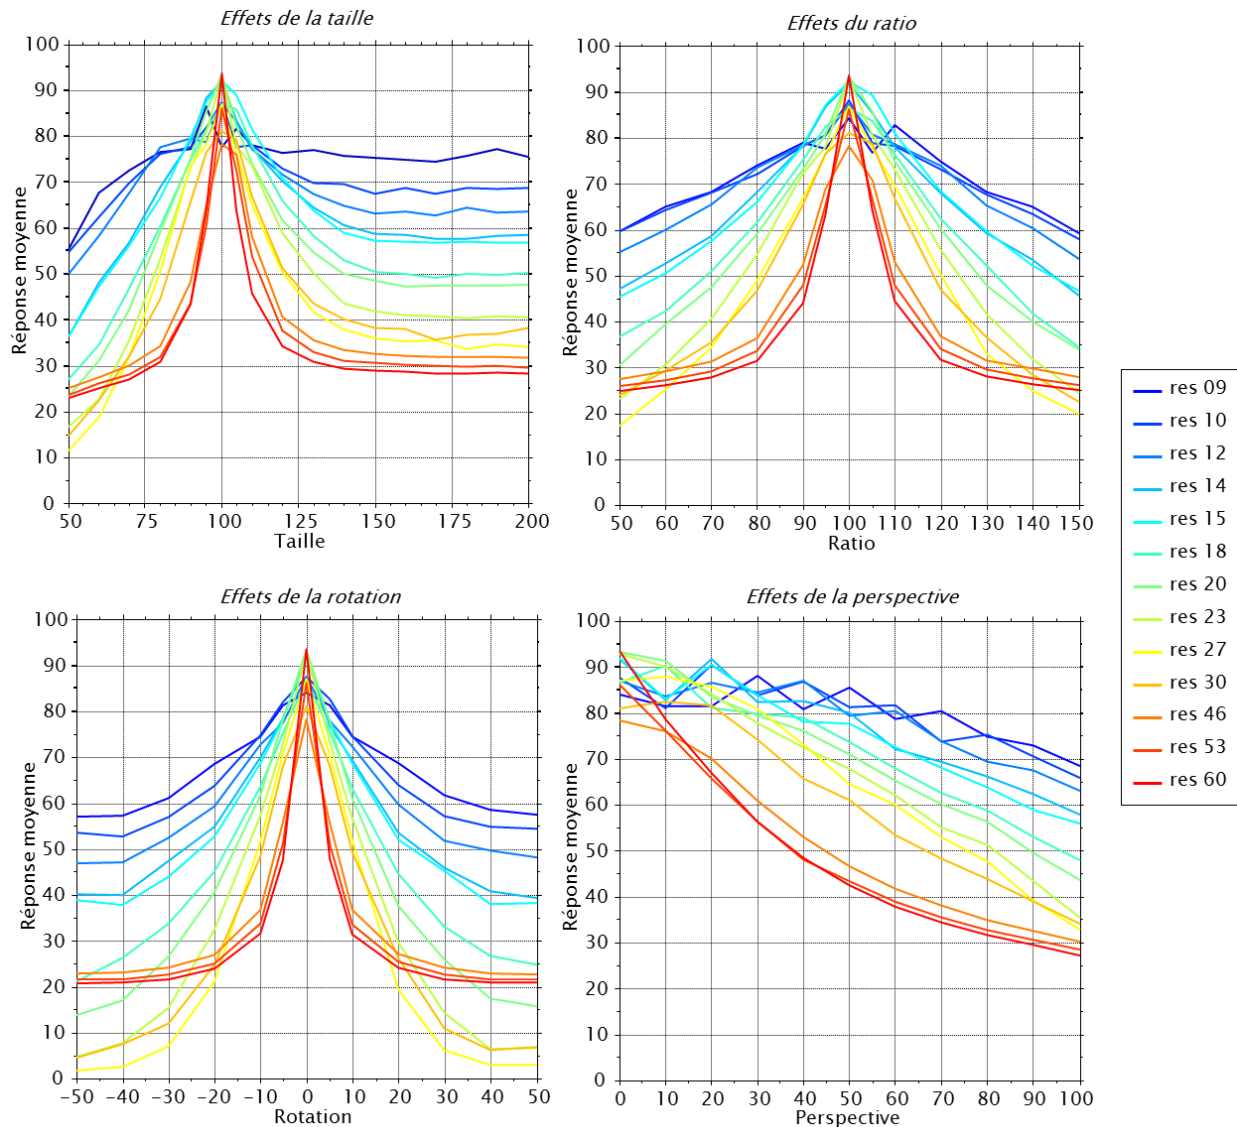 Effets de la taille
100
90
80
70
60
50
40
30
20
10
0
Réponse moyenne
50 75 100 125 150 175 200
Taille
Effets du ratio
100
90
80
70
60
50
40
30
20
10
0
Réponse moyenne
50 60 70 80 90 100 110 120 130 140 150
Ratio
Effets de la rotation
100
90
80
70
60
50
40
30
20
10
0
Réponse moyenne
-50 -40 -30 -20 -10 0 10 20 30 40 50
Rotation
Effets de la perspective
100
90
80
70
60
50
40
30
20
10
0
Réponse moyenne
0 10 20 30 40 50 60 70 80 90 100
Perspective
res 09
res 10
res 12
res 14
res 15
res 18
res 20
res 23
res 27
res 30
res 46
res 53
res 60